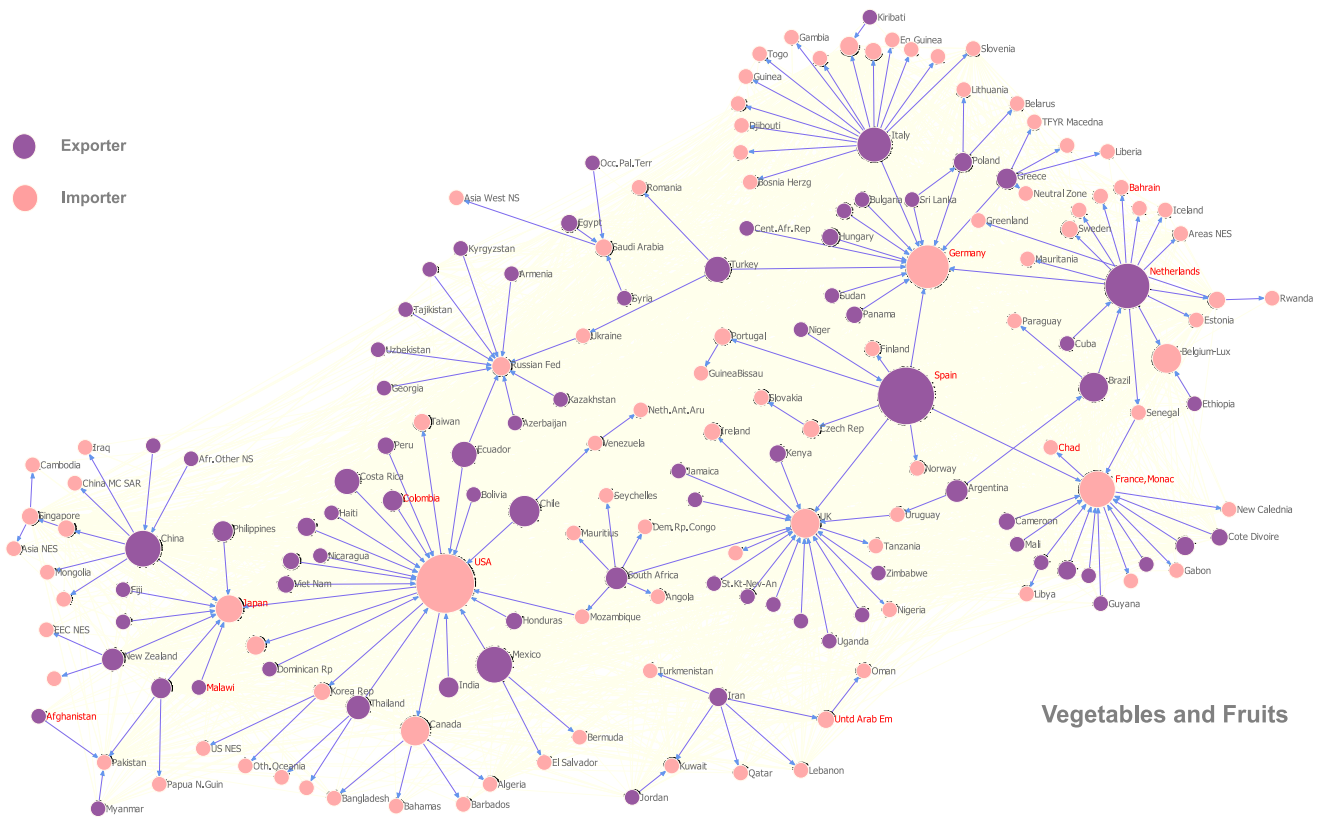 Kiribati
Gambia
Eq.Guinea
Slovenia
Togo
Guinea
Lithuania
Belarus
TFYR Macedna
Exporter
Djibouti
Italy
Liberia
Occ.Pal.Terr
Poland
Greece
Importer
Asia West NS
Romania
Bosnia Herzg
Bulgaria
Sri Lanka
Neutral Zone
Bahrain
Iceland
Egypt
Cent.Afr.Rep
Hungary
Greenland
Sweden
Areas NES
Kyrgyzstan
Saudi Arabia
Germany
Mauritania
Netherlands
Armenia
Turkey
Syria
Sudan
Rwanda
Tajikistan
Panama
Estonia
Paraguay
Niger
Ukraine
Portugal
Cuba
Uzbekistan
Finland
Belgium-Lux
Russian Fed
GuineaBissau
Spain
Georgia
Brazil
Kazakhstan
Slovakia
Ethiopia
Neth.Ant.Aru
Senegal
Taiwan
Azerbaijan
Ireland
Czech Rep
Venezuela
Iraq
Peru
Chad
Afr.Other NS
Ecuador
Kenya
Cambodia
Norway
Jamaica
Costa Rica
France,Monac
China MC SAR
Argentina
Bolivia
Seychelles
Colombia
Chile
New Calednia
Haiti
Singapore
Uruguay
Cameroon
UK
Philippines
Dem.Rp.Congo
Mauritius
Cote Divoire
China
Mali
Tanzania
Asia NES
Nicaragua
USA
Gabon
Mongolia
Zimbabwe
South Africa
Viet Nam
St.Kt-Nev-An
Fiji
Libya
Angola
Japan
Guyana
Nigeria
Mozambique
Honduras
EEC NES
Uganda
Mexico
New Zealand
Dominican Rp
Turkmenistan
Oman
Malawi
India
Korea Rep
Iran
Thailand
Afghanistan
Canada
Untd Arab Em
Vegetables and Fruits
Bermuda
US NES
Pakistan
El Salvador
Oth.Oceania
Kuwait
Qatar
Lebanon
Papua N.Guin
Algeria
Bangladesh
Jordan
Bahamas
Barbados
Myanmar